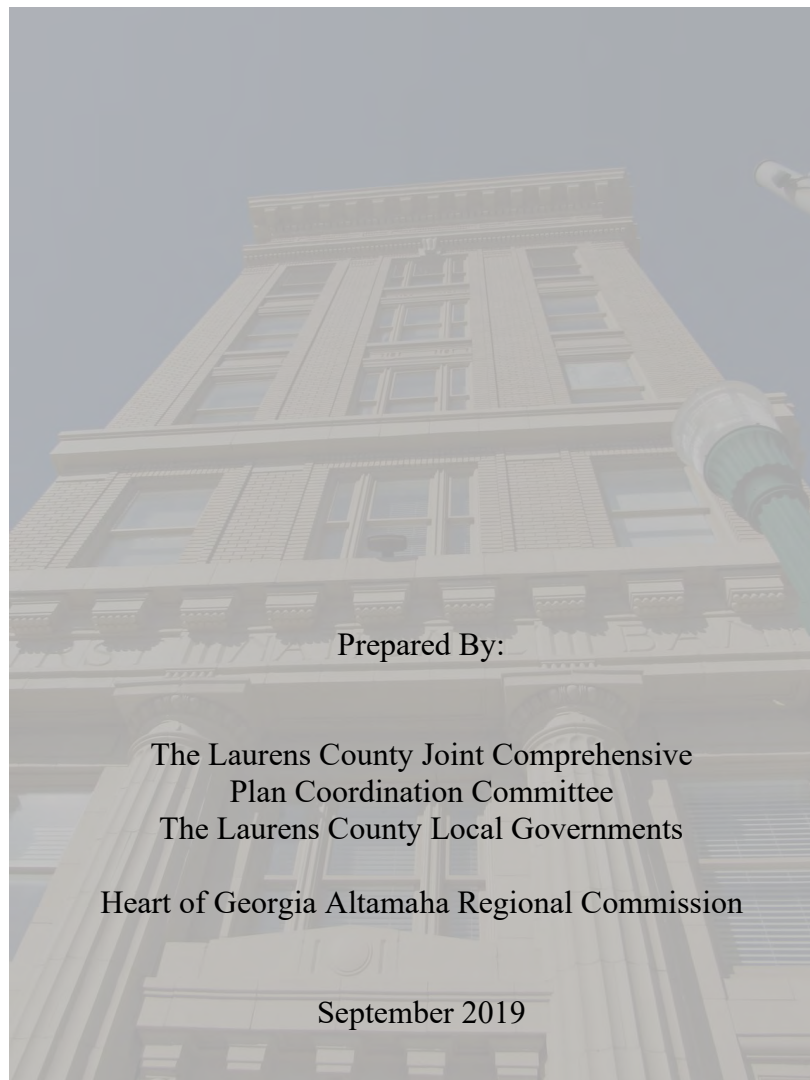 Prepared By:
The Laurens County Joint Comprehensive
Plan Coordination Committee
The Laurens County Local Governments
Heart of Georgia Altamaha Regional Commission
September 2019